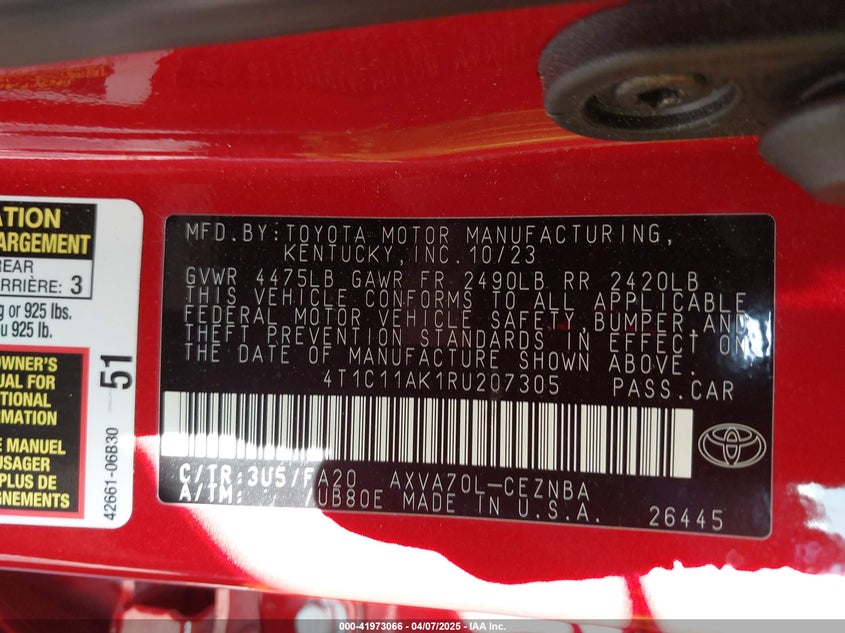 ATION
ARGEMENT
REAR
ARRIÈRE: 3
g or 925 lbs.
u 925 lb.
OWNER'S
UAL FOR
TIONAL
MATION
E MANUEL
USAGER
PLUS DE
51
42661-06B30
MFD.BY:TOYOTA MOTOR MANUFACTURING,
KENTUCKY,INC.10/23
GVWR 4475LB GAWR FR 2490LB RR 2420LB
THIS VEHICLE CONFORMS TO ALL APPLICABLE
FEDERAL MOTOR VEHICLE SAFETY,BUMPER,AND
THEFT PREVENTION STANDARDS IN EFFECT ON
THE DATE OF MANUFACTURE SHOWN ABOVE.
4T1C11AK1RU207305 PASS.CAR
C/TR:3U5/FA20 AXVA70L-CEZNBA
A/TM: /UB80E MADE IN U.S.A. 26445
000-41973066 - 04/07/2025 - IAA Inc.